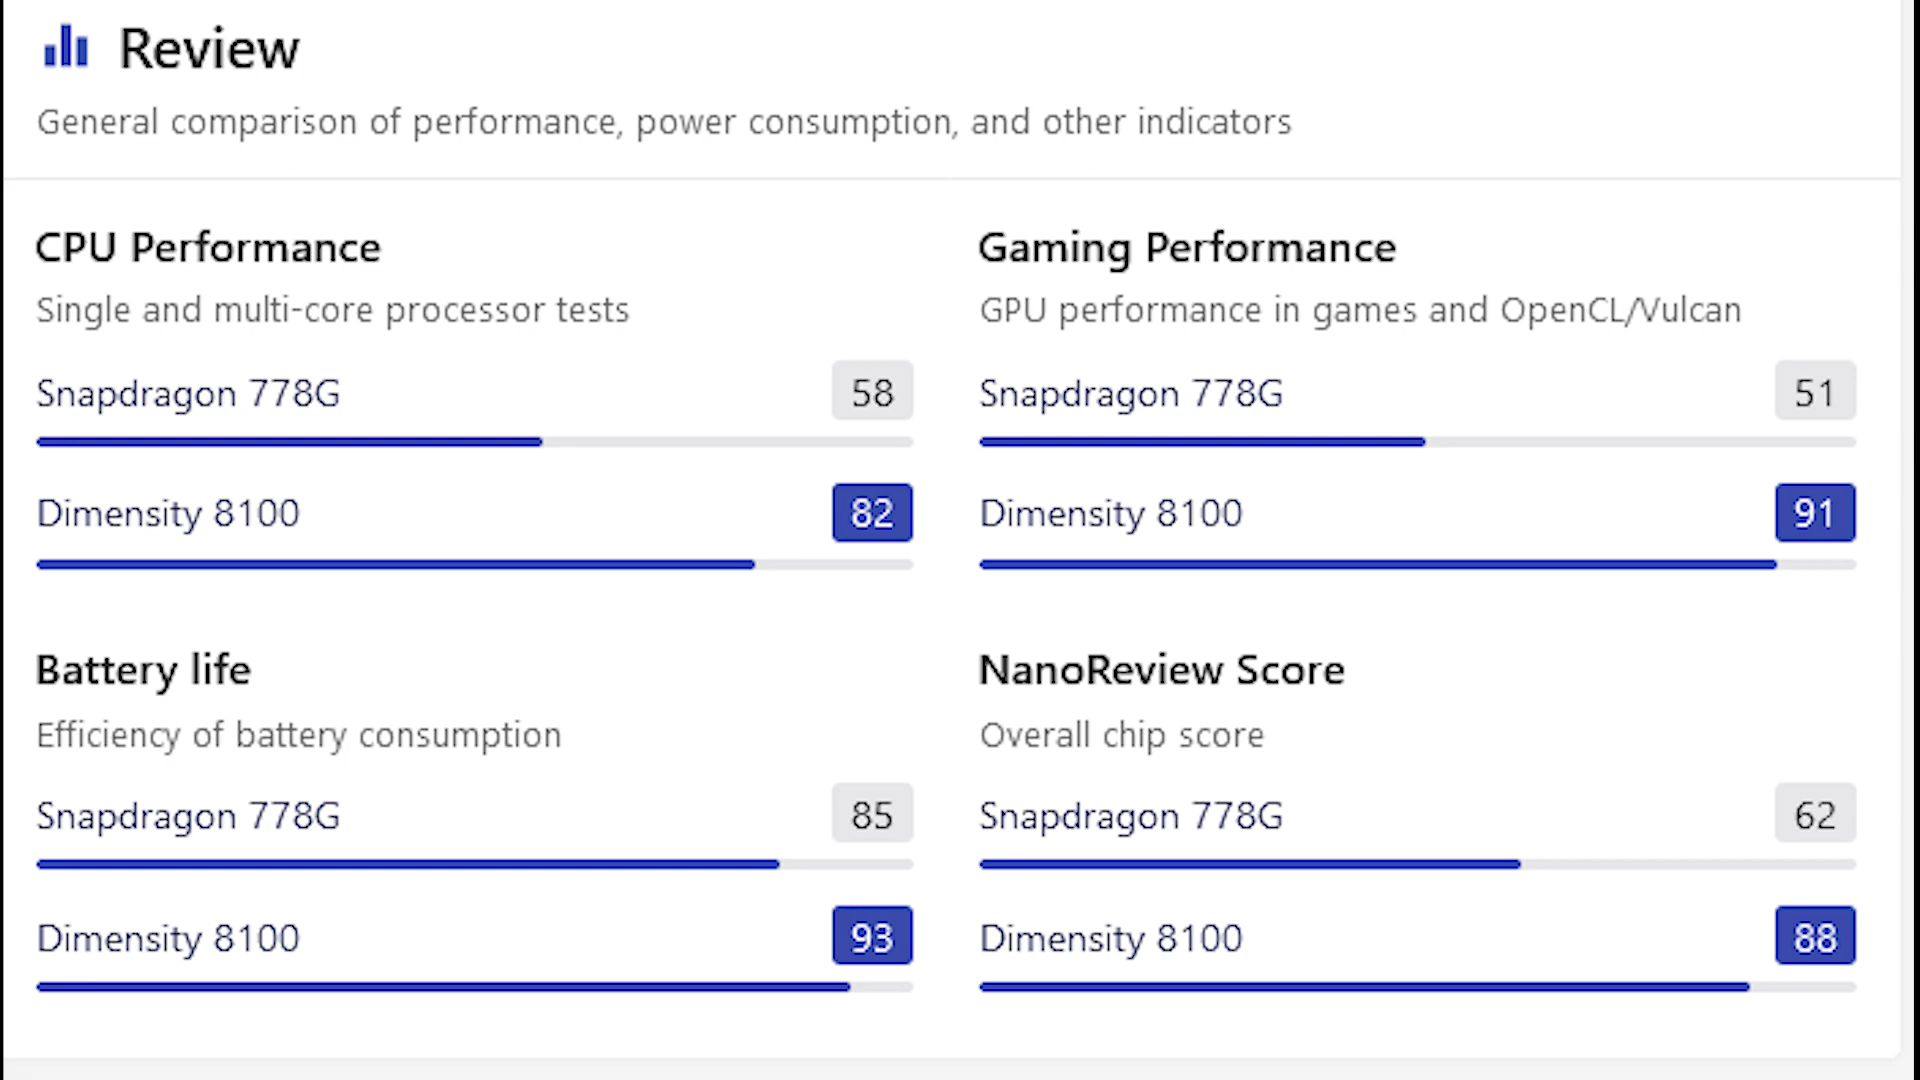 Review
General comparison of performance, power consumption, and other indicators
CPU Performance
Single and multi-core processor tests
Snapdragon 778G 58
Dimensity 8100 82
Gaming Performance
GPU performance in games and OpenCL/Vulcan
Snapdragon 778G 51
Dimensity 8100 91
Battery life
Efficiency of battery consumption
Snapdragon 778G 85
Dimensity 8100 93
NanoReview Score
Overall chip score
Snapdragon 778G 62
Dimensity 8100 88